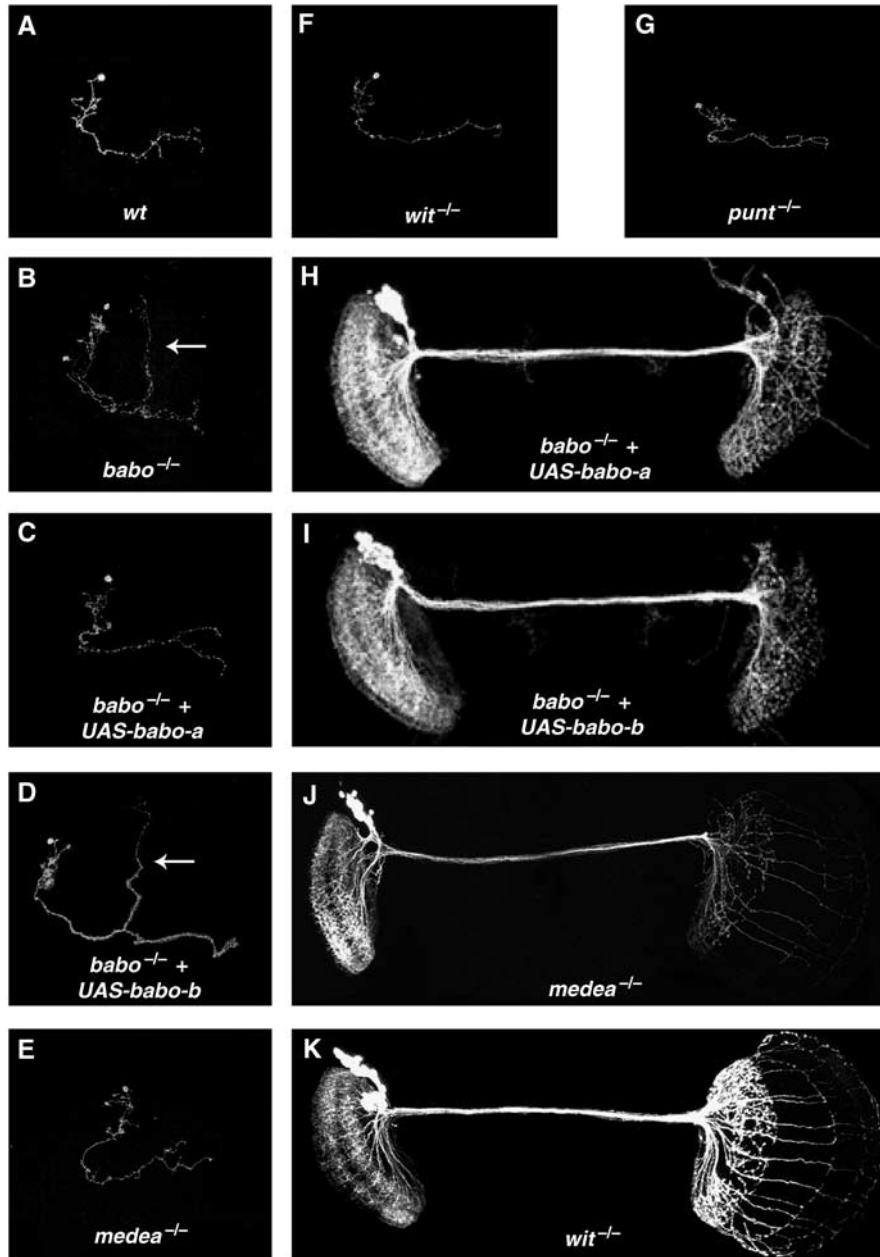 A
wt
F
wit–/–
G
punt–/–
B
babo–/–
H
babo–/– +
UAS-babo-a
C
babo–/– +
UAS-babo-a
I
babo–/– +
UAS-babo-b
D
babo–/– +
UAS-babo-b
J
medea–/–
E
medea–/–
K
wit–/–